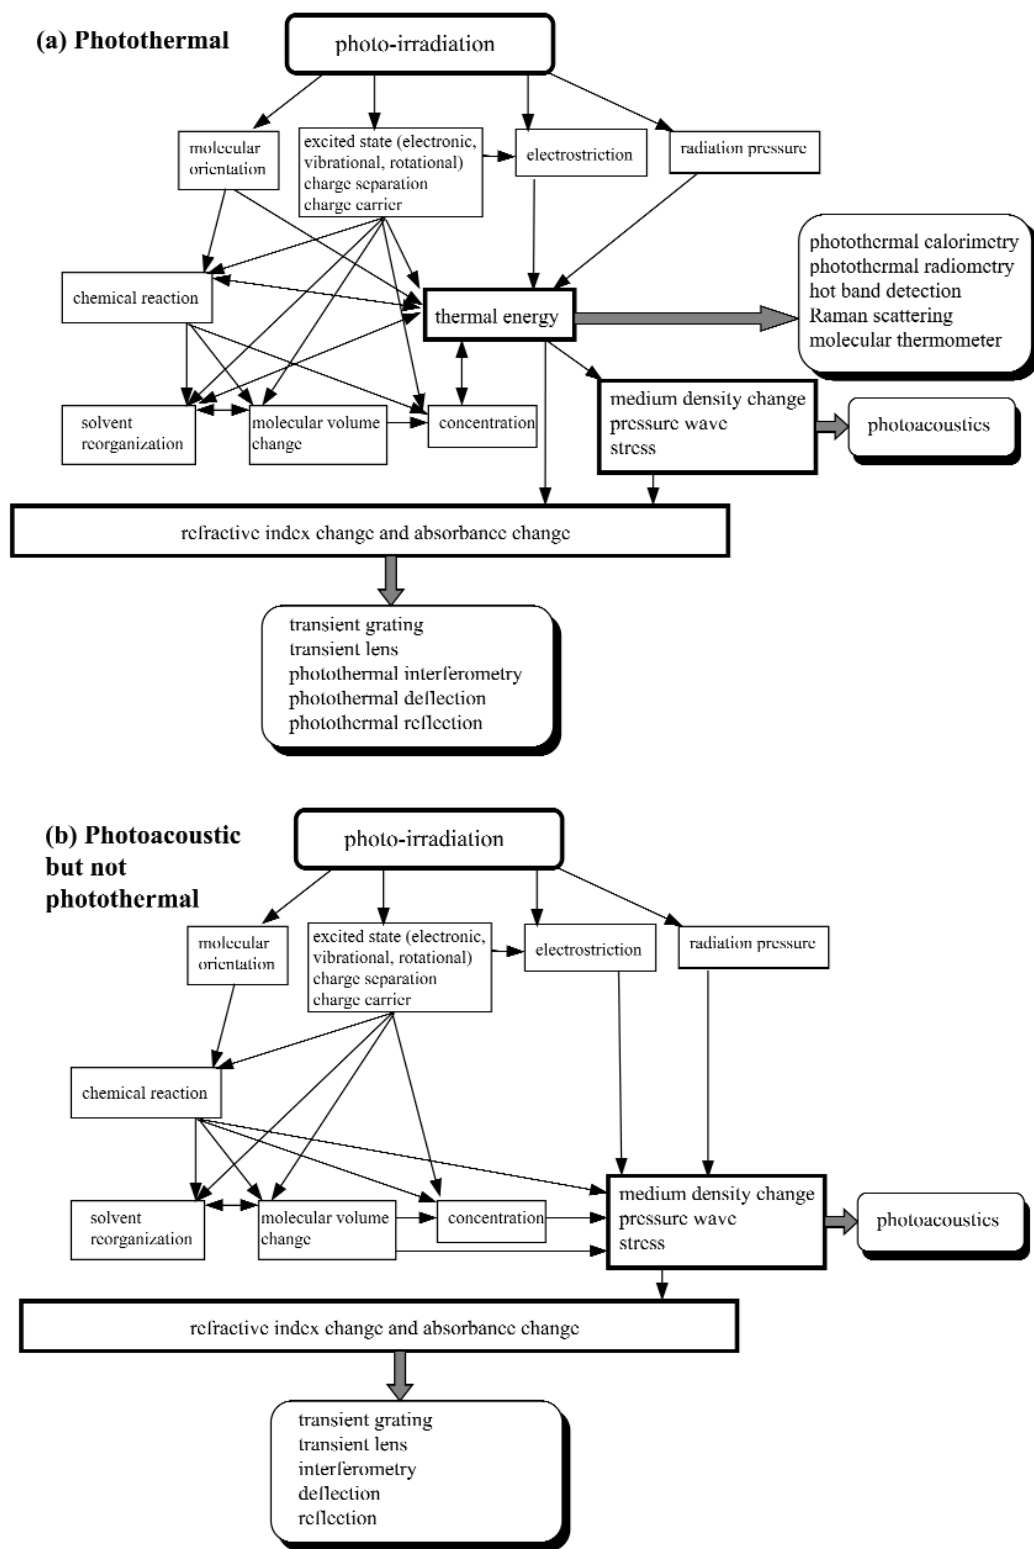 (a) Photothermal
photo-irradiation
molecular
orientation
excited state (electronic,
vibrational, rotational)
charge separation
charge carrier
electrostriction
radiation pressure
photothermal calorimetry
photothermal radiometry
hot band detection
Raman scattering
molecular thermometer
chemical reaction
thermal energy
solvent
reorganization
molecular volume
change
concentration
medium density change
pressure wave
stress
photoacoustics
refractive index change and absorbance change
transient grating
transient lens
photothermal interferometry
photothermal deflection
photothermal reflection
(b) Photoacoustic
but not
photothermal
photo-irradiation
molecular
orientation
excited state (electronic,
vibrational, rotational)
charge separation
charge carrier
electrostriction
radiation pressure
chemical reaction
solvent
reorganization
molecular volume
change
concentration
medium density change
pressure wave
stress
photoacoustics
refractive index change and absorbance change
transient grating
transient lens
interferometry
deflection
reflection